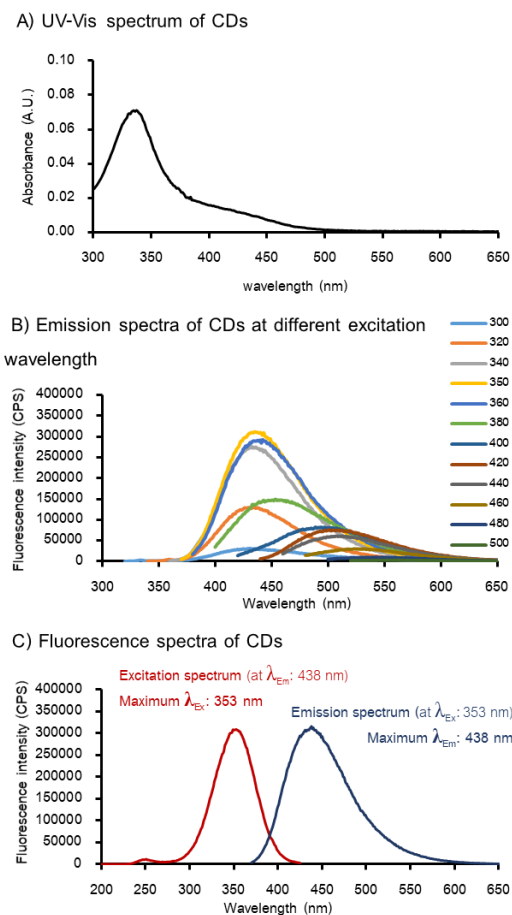 A) UV-Vis spectrum of CDs
0.10
0.08
0.06
0.04
0.02
0.00
Absorbance (A.U.)
300 350 400 450 500 550 600 650
wavelength (nm)
B) Emission spectra of CDs at different excitation
wavelength
300
320
340
350
360
380
400
420
440
460
480
500
400000
350000
300000
250000
200000
150000
100000
50000
0
Fluorescence intensity (CPS)
300 350 400 450 500 550 600 650
Wavelength (nm)
C) Fluorescence spectra of CDs
Excitation spectrum (at λEm: 438 nm)
Maximum λEx: 353 nm
Emission spectrum (at λEx: 353 nm)
Maximum λEm: 438 nm
400000
350000
300000
250000
200000
150000
100000
50000
0
Fluorescence intensity (CPS)
200 250 300 350 400 450 500 550 600 650
Wavelength (nm)